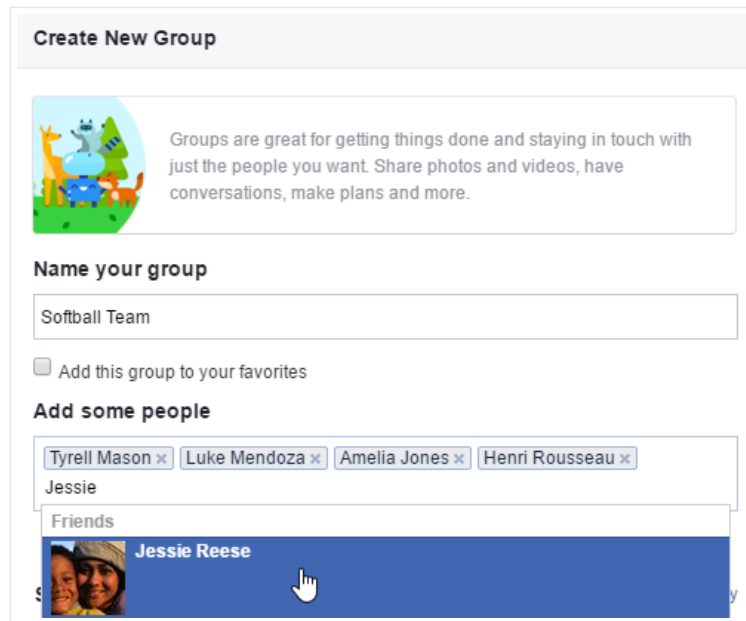 Create New Group
Groups are great for getting things done and staying in touch with
just the people you want. Share photos and videos, have
conversations, make plans and more.
Name your group
Softball Team
Add this group to your favorites
Add some people
Tyrell Mason × Luke Mendoza × Amelia Jones × Henri Rousseau ×
Jessie
Friends
Jessie Reese